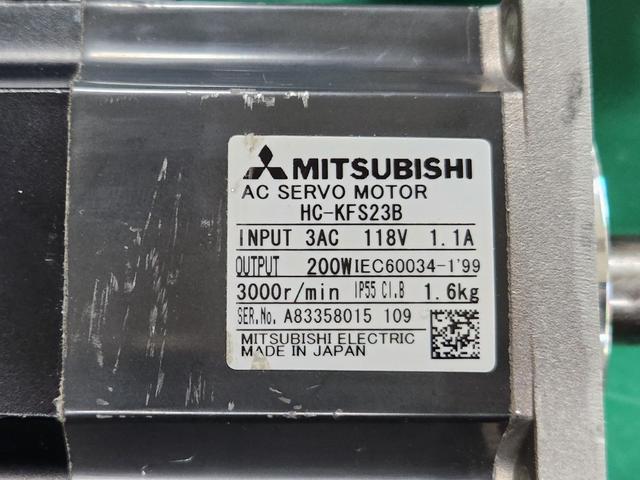 MITSUBISHI
AC SERVO MOTOR
HC-KFS23B
INPUT 3AC 118V 1.1A
OUTPUT 200W IEC60034-1'99
3000r/min IP55 Cl.B 1.6kg
SER.No. A83358015 109
MITSUBISHI ELECTRIC
MADE IN JAPAN